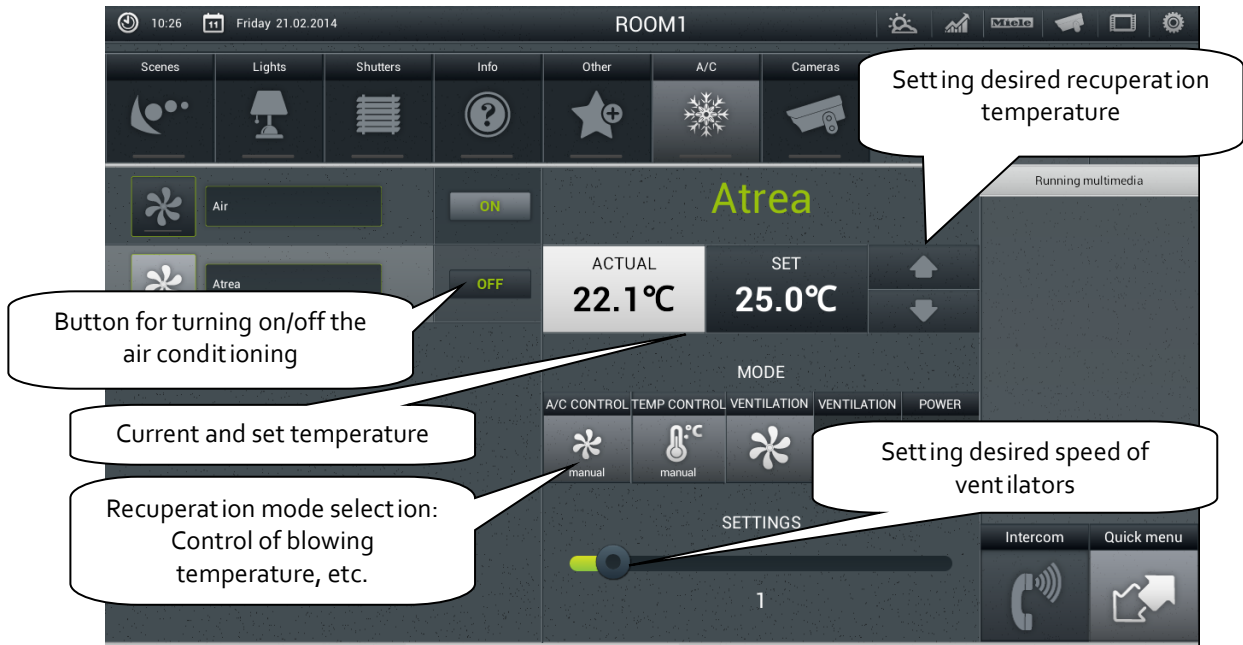 10:26
11
Friday 21.02.2014
ROOM1
Miele
Scenes
Lights
Shutters
Info
Other
A/C
Cameras
Setting desired recuperation
temperature
Running multimedia
Air
ON
Atrea
Atrea
OFF
ACTUAL
22.1°C
SET
25.0°C
Button for turning on/off the
air conditioning
MODE
A/C CONTROL
TEMP CONTROL
VENTILATION
VENTILATION
POWER
°C
manual
manual
Current and set temperature
Setting desired speed of
ventilators
Recuperation mode selection:
Control of blowing
temperature, etc.
SETTINGS
1
Intercom
Quick menu